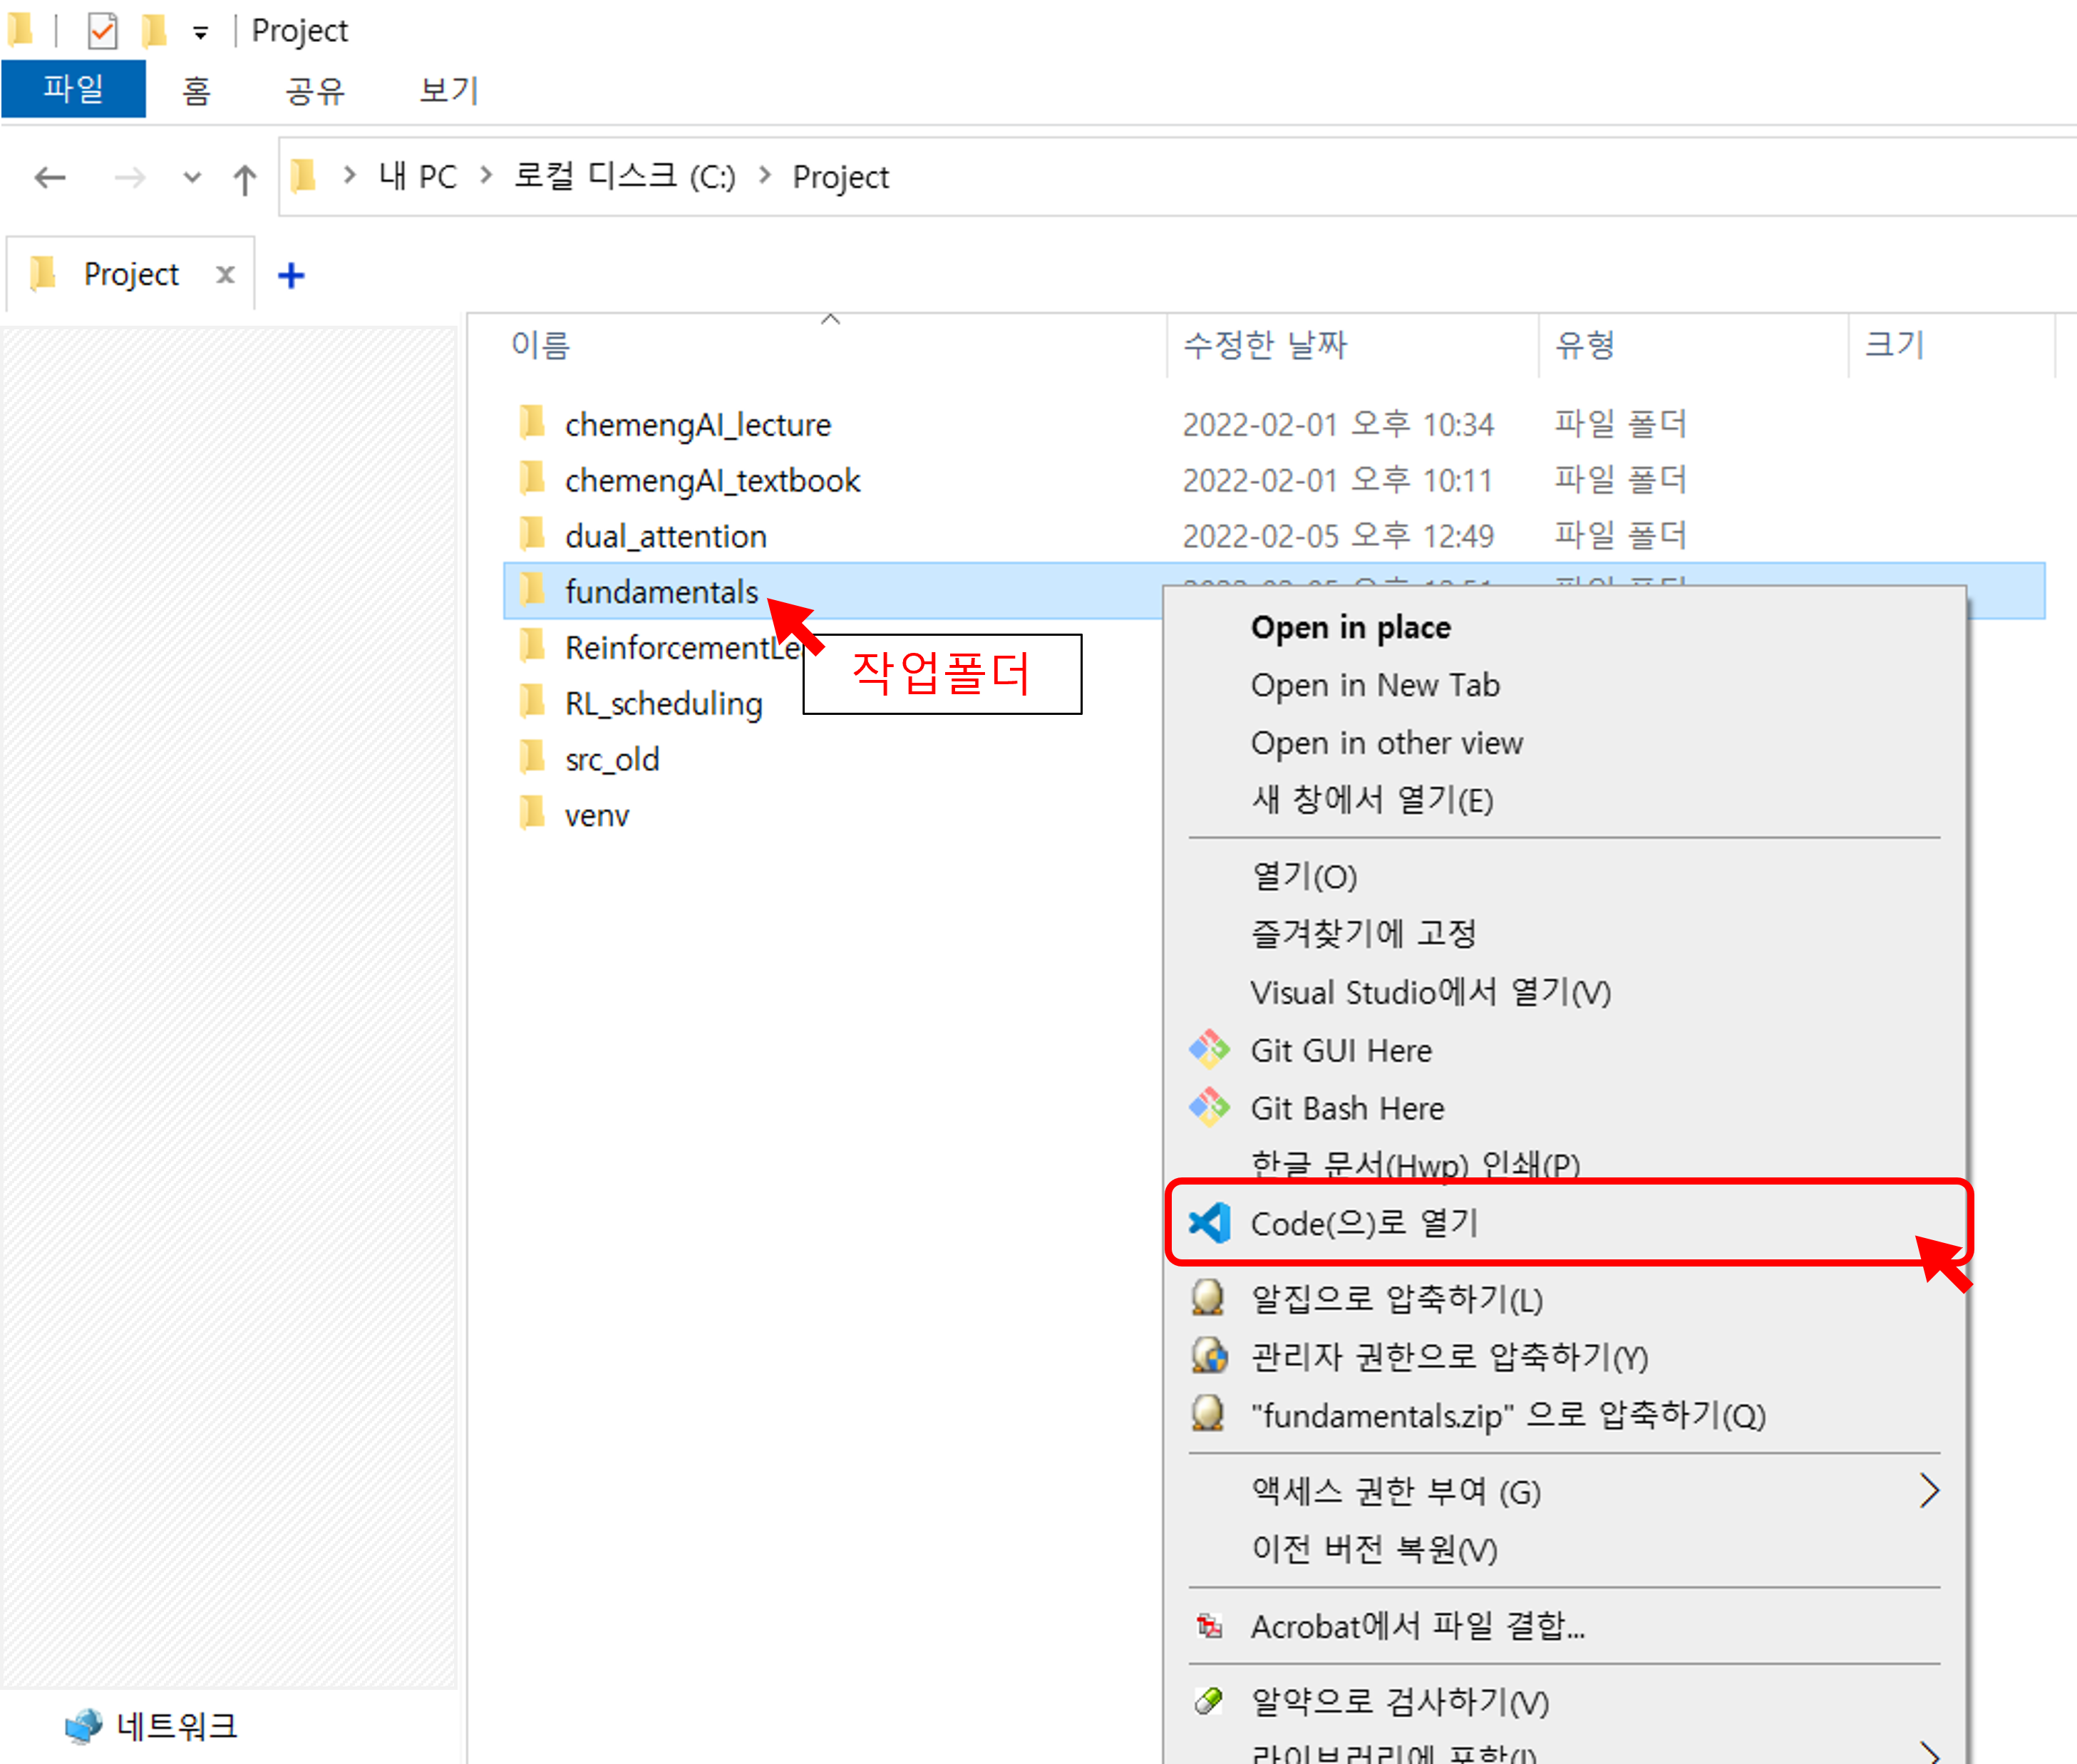 Project
파일 홈 공유 보기
내 PC 로컬 디스크 (C:) Project
Project
이름 수정한 날짜 유형 크기
chemengAI_lecture 2022-02-01 오후 10:34 파일 폴더
chemengAI_textbook 2022-02-01 오후 10:11 파일 폴더
dual_attention 2022-02-05 오후 12:49 파일 폴더
fundamentals
작업폴더
RL_scheduling
src_old
venv
네트워크
Open in place
Open in New Tab
Open in other view
새 창에서 열기(E)
열기(O)
즐겨찾기에 고정
Visual Studio에서 열기(V)
Git GUI Here
Git Bash Here
한글 문서(Hwp) 인쇄(P)
Code(으)로 열기
알집으로 압축하기(L)
관리자 권한으로 압축하기(Y)
"fundamentals.zip" 으로 압축하기(Q)
액세스 권한 부여 (G)
이전 버전 복원(V)
Acrobat에서 파일 결합...
알약으로 검사하기(V)
라이브러리에 포함(I)